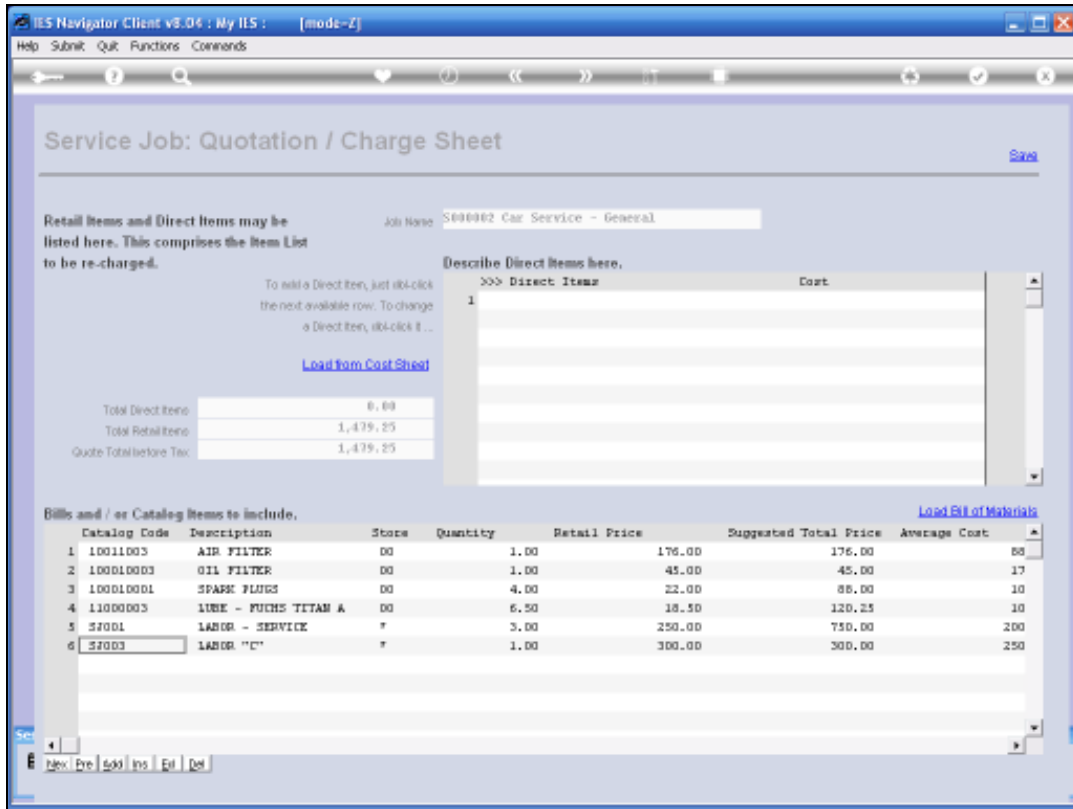 IES Navigator Client v8.04 : My IES : [mode=Z]
Help Submit Quit Functions Commands
Service Job: Quotation / Charge Sheet
Save
Retail Items and Direct Items may be
listed here. This comprises the Item List
to be re-charged.
Job Name S000002 Car Service - General
To add a Direct Item, just dbl-click
the next available row. To change
a Direct Item, dbl-click it ...
Describe Direct Items here.
>>> Direct Items Cost
1
Load from Cost Sheet
Total Direct Items 0.00
Total Retail Items 1,479.25
Quote Total before Tax 1,479.25
Bills and / or Catalog Items to include.
Load Bill of Materials
Catalog Code Description Store Quantity Retail Price Suggested Total Price Average Cost
1 10011003 AIR FILTER DO 1.00 176.00 176.00 88
2 100010003 OIL FILTER DO 1.00 45.00 45.00 17
3 100010001 SPARK PLUGS DO 4.00 22.00 88.00 10
4 11000003 LUBE - FUCHS TITAN A DO 6.50 18.50 120.25 10
5 SJ001 LABOR - SERVICE * 3.00 250.00 750.00 200
6 SJ003 LABOR "C" * 1.00 300.00 300.00 250
Nex Pre Add Ins Del